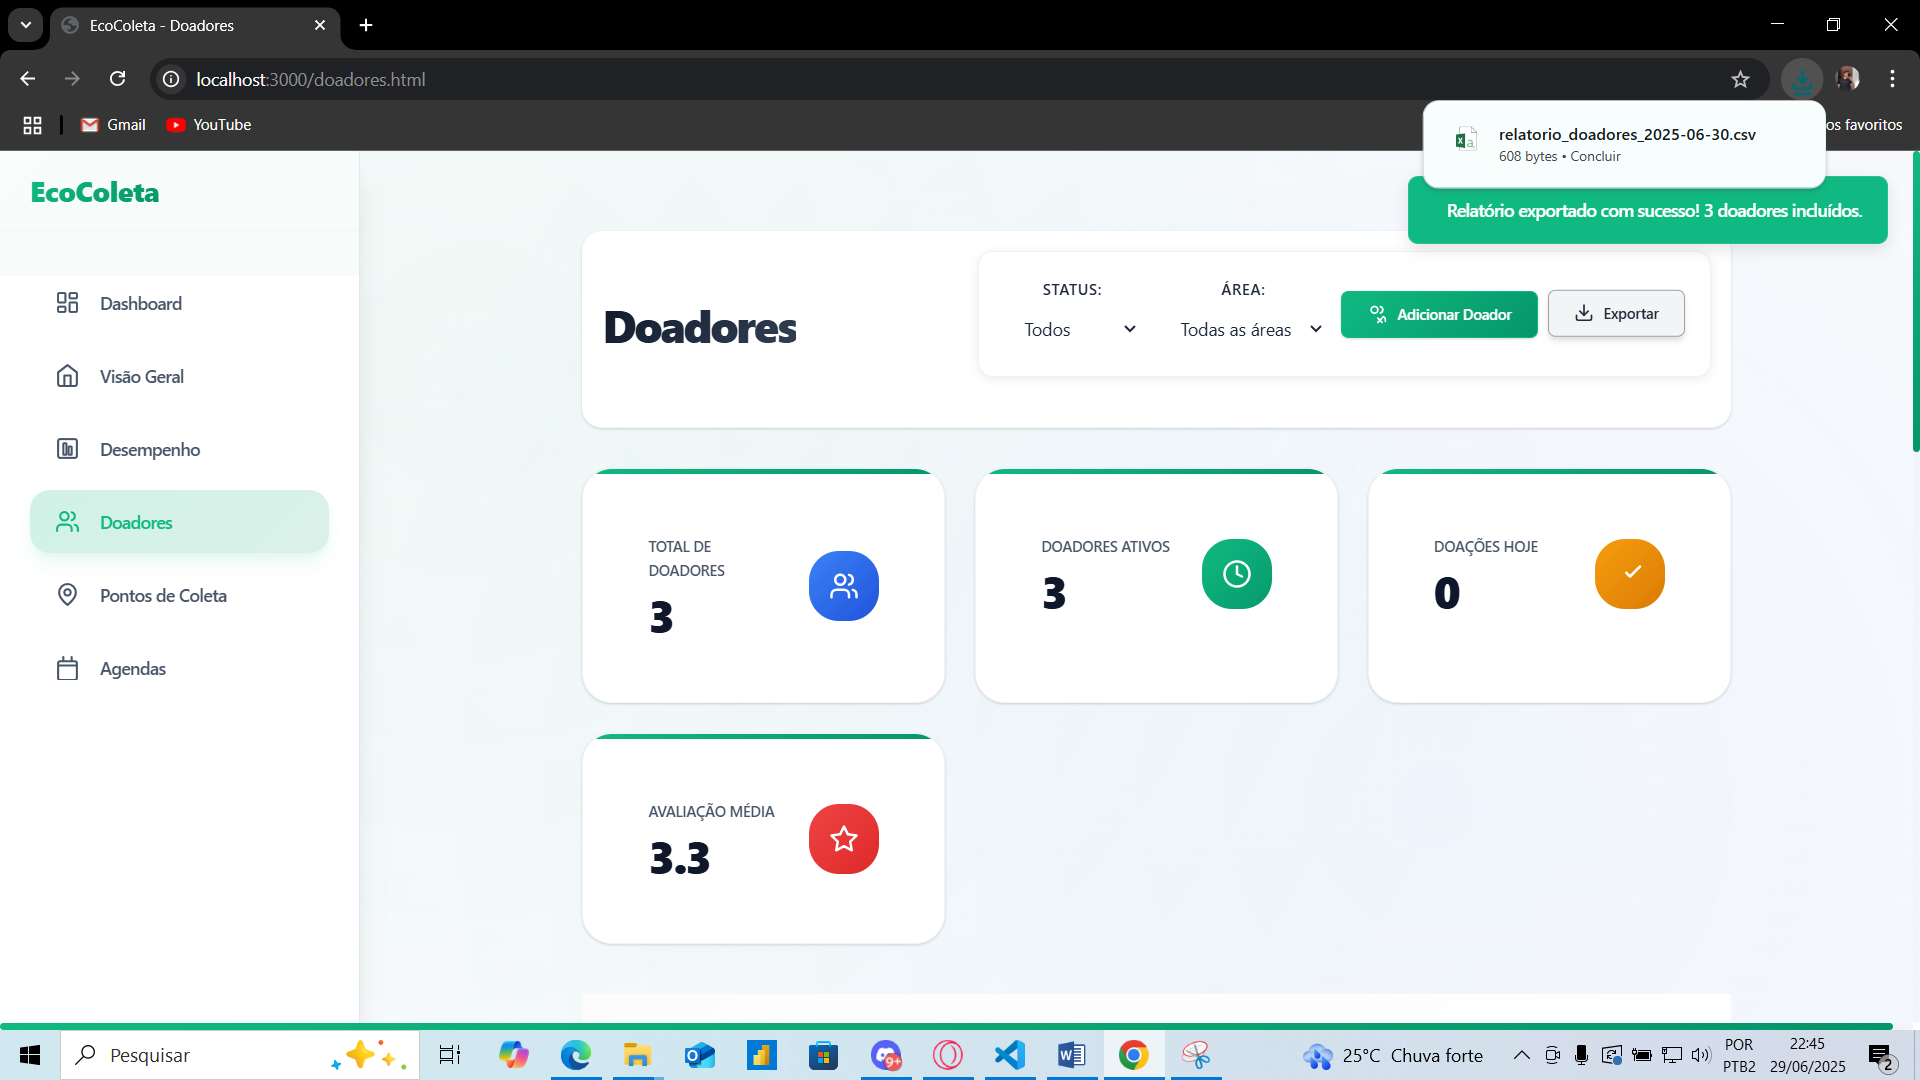 EcoColeta - Doadores
localhost:3000/doadores.html
Gmail
YouTube
os favoritos
relatorio_doadores_2025-06-30.csv
608 bytes • Concluir
Relatório exportado com sucesso! 3 doadores incluídos.
EcoColeta
Dashboard
Visão Geral
Desempenho
Doadores
Pontos de Coleta
Agendas
Doadores
STATUS:
Todos
ÁREA:
Todas as áreas
Adicionar Doador
Exportar
TOTAL DE
DOADORES
3
DOADORES ATIVOS
3
DOAÇÕES HOJE
0
AVALIAÇÃO MÉDIA
3.3
Pesquisar
9+
25°C Chuva forte
POR
PTB2
22:45
29/06/2025
2